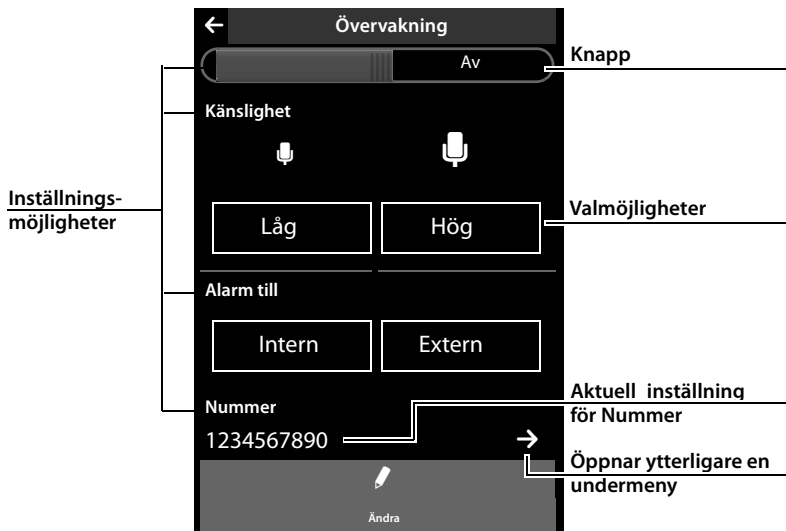 Övervakning
Av
Knapp
Känslighet
Inställnings-
möjligheter
Låg
Hög
Valmöjligheter
Alarm till
Intern
Extern
Nummer
1234567890
Aktuell inställning
för Nummer
Öppnar ytterligare en
undermeny
Ändra